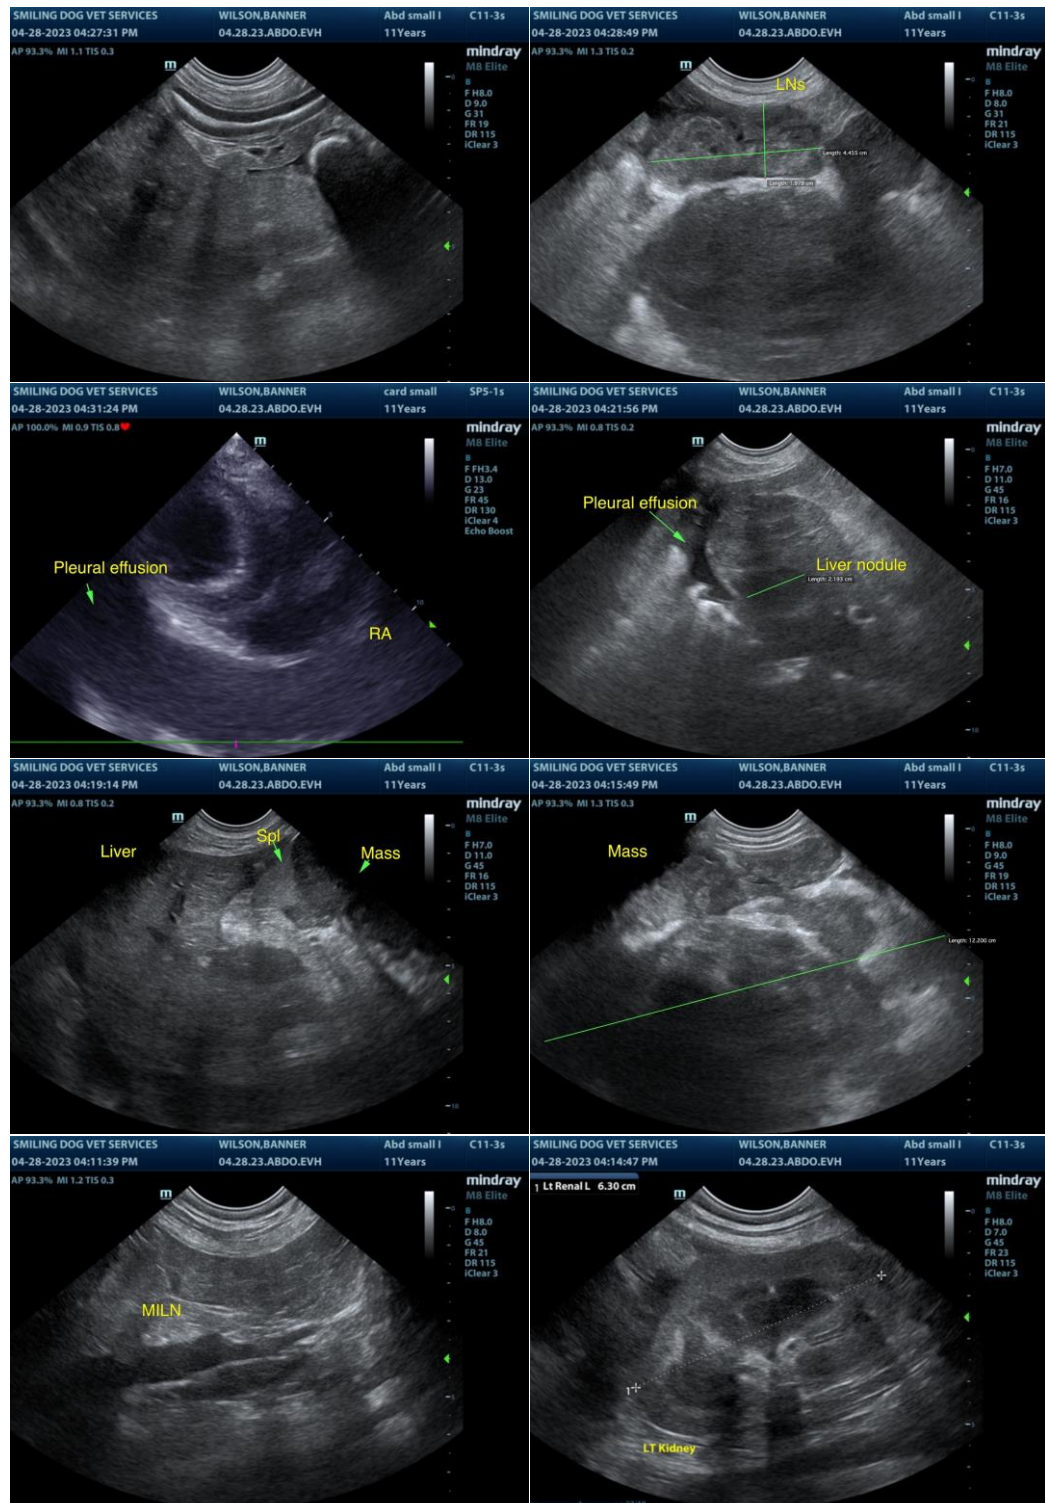 SMILING DOG VET SERVICES WILSON,BANNER Abd small I C11-3s
04-28-2023 04:27:31 PM 04.28.23.ABDO.EVH 11Years
AP 93.3% MI 1.1 TIS 0.3 mindray
M8 Elite
m
B
F H8.0
D 9.0
G 31
FR 19
DR 115
iClear 3
SMILING DOG VET SERVICES WILSON,BANNER Abd small I C11-3s
04-28-2023 04:28:49 PM 04.28.23.ABDO.EVH 11Years
AP 93.3% MI 1.3 TIS 0.2 mindray
M8 Elite
m
B
F H8.0
D 8.0
G 31
FR 21
DR 115
iClear 3
LNs
SMILING DOG VET SERVICES WILSON,BANNER card small SP5-1s
04-28-2023 04:31:24 PM 04.28.23.ABDO.EVH 11Years
AP 100.0% MI 0.9 TIS 0.8 mindray
M8 Elite
m
B
F FH3.4
D 13.0
G 23
FR 45
DR 130
iClear 4
Echo Boost
Pleural effusion
RA
SMILING DOG VET SERVICES WILSON,BANNER Abd small I C11-3s
04-28-2023 04:21:56 PM 04.28.23.ABDO.EVH 11Years
AP 93.3% MI 0.8 TIS 0.2 mindray
M8 Elite
m
B
F H7.0
D 11.0
G 45
FR 16
DR 115
iClear 3
Pleural effusion
Liver nodule
SMILING DOG VET SERVICES WILSON,BANNER Abd small I C11-3s
04-28-2023 04:19:14 PM 04.28.23.ABDO.EVH 11Years
AP 93.3% MI 0.8 TIS 0.2 mindray
M8 Elite
m
B
F H7.0
D 11.0
G 45
FR 16
DR 115
iClear 3
Spl
Liver
Mass
SMILING DOG VET SERVICES WILSON,BANNER Abd small I C11-3s
04-28-2023 04:15:49 PM 04.28.23.ABDO.EVH 11Years
AP 93.3% MI 1.3 TIS 0.3 mindray
M8 Elite
m
B
F H8.0
D 9.0
G 45
FR 19
DR 115
iClear 3
Mass
Length: 12.200 cm
SMILING DOG VET SERVICES WILSON,BANNER Abd small I C11-3s
04-28-2023 04:11:39 PM 04.28.23.ABDO.EVH 11Years
AP 93.3% MI 1.2 TIS 0.3 mindray
M8 Elite
m
B
F H8.0
D 8.0
G 45
FR 21
DR 115
iClear 3
MILN
SMILING DOG VET SERVICES WILSON,BANNER Abd small I C11-3s
04-28-2023 04:14:47 PM 04.28.23.ABDO.EVH 11Years
AP 93.3% MI 1.3 TIS 0.3 mindray
1 Lt Renal L 6.30 cm M8 Elite
m
B
F H8.0
D 7.0
G 45
FR 23
DR 115
iClear 3
1
LT Kidney